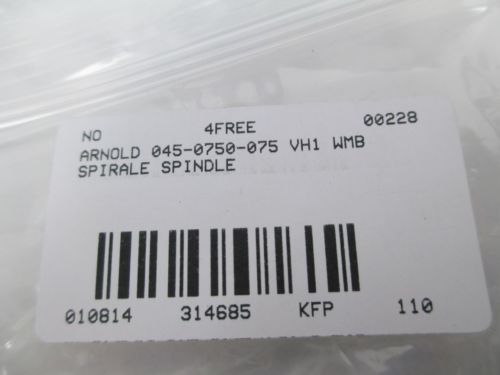 NO 4FREE 00228
ARNOLD 045-0750-075 VH1 WMB
SPIRALE SPINDLE
010814 314685 KFP 110